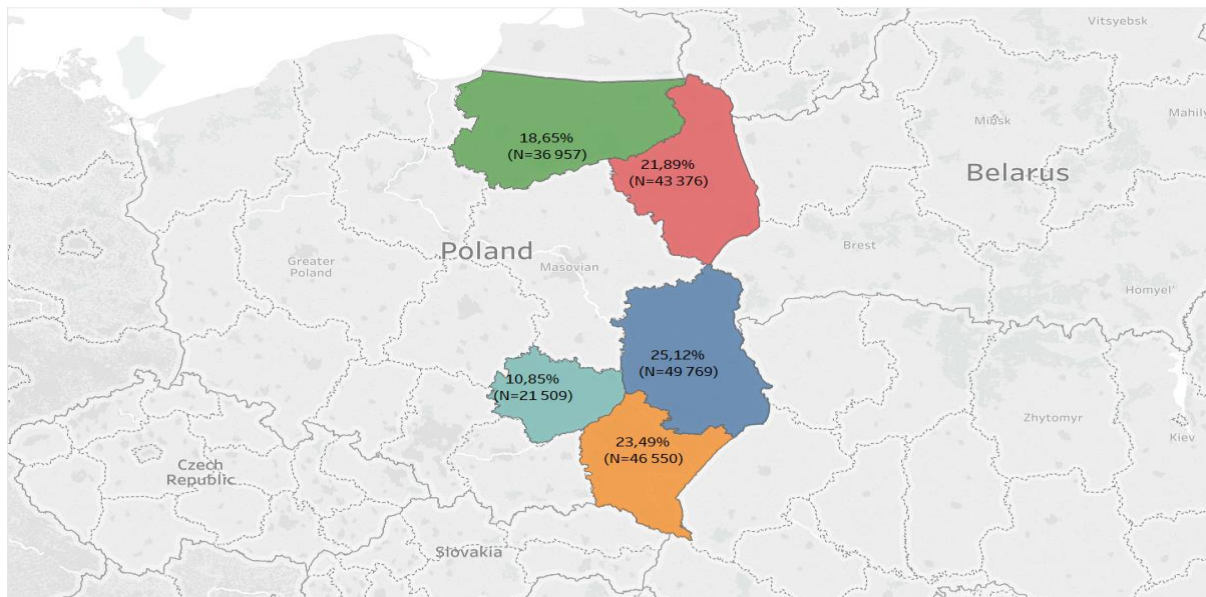 Vitsyebsk
18,65%
(N=36 957)
21,89%
(N=43 376)
Minsk
Mahily
Belarus
Poland
Greater
Poland
Masovian
Brest
Homyel'
25,12%
(N=49 769)
10,85%
(N=21 509)
23,49%
(N=46 550)
Zhytomyr
Kiev
Czech
Republic
Slovakia